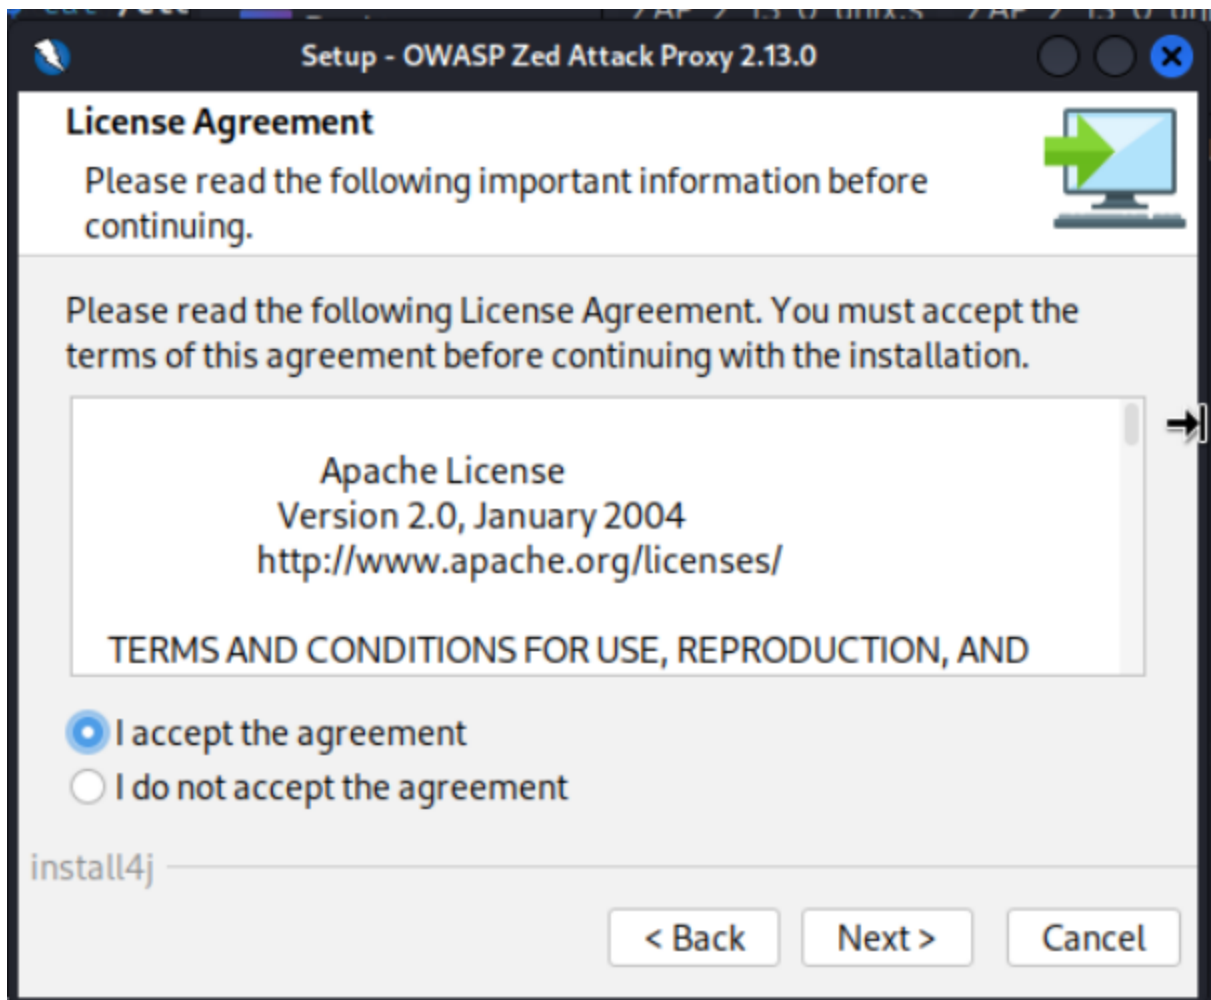 Setup - OWASP Zed Attack Proxy 2.13.0
License Agreement
Please read the following important information before
continuing.
Please read the following License Agreement. You must accept the
terms of this agreement before continuing with the installation.
Apache License
Version 2.0, January 2004
http://www.apache.org/licenses/
TERMS AND CONDITIONS FOR USE, REPRODUCTION, AND
I accept the agreement
I do not accept the agreement
install4j
< Back
Next >
Cancel